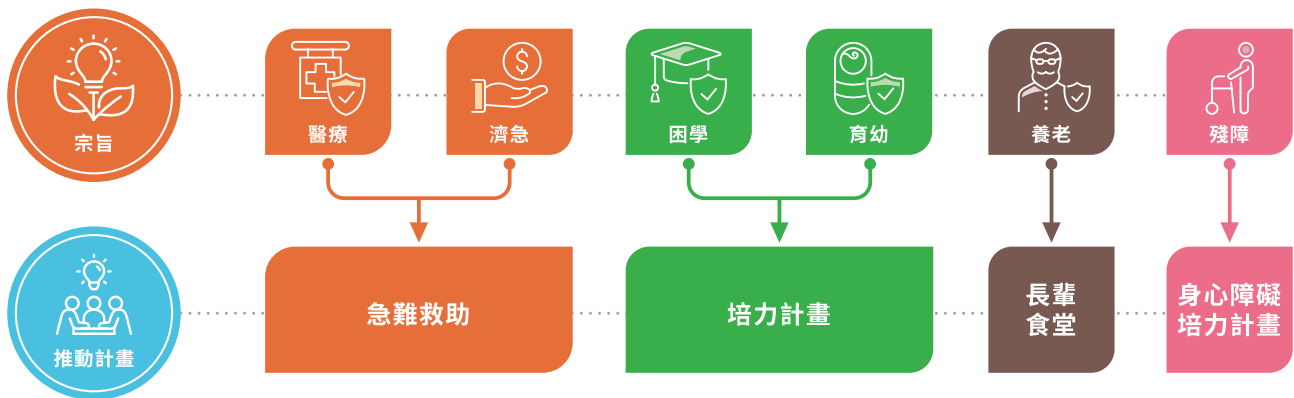 宗旨
醫療
濟急
困學
育幼
養老
殘障
推動計畫
急難救助
培力計畫
長輩
食堂
身心障礙
培力計畫